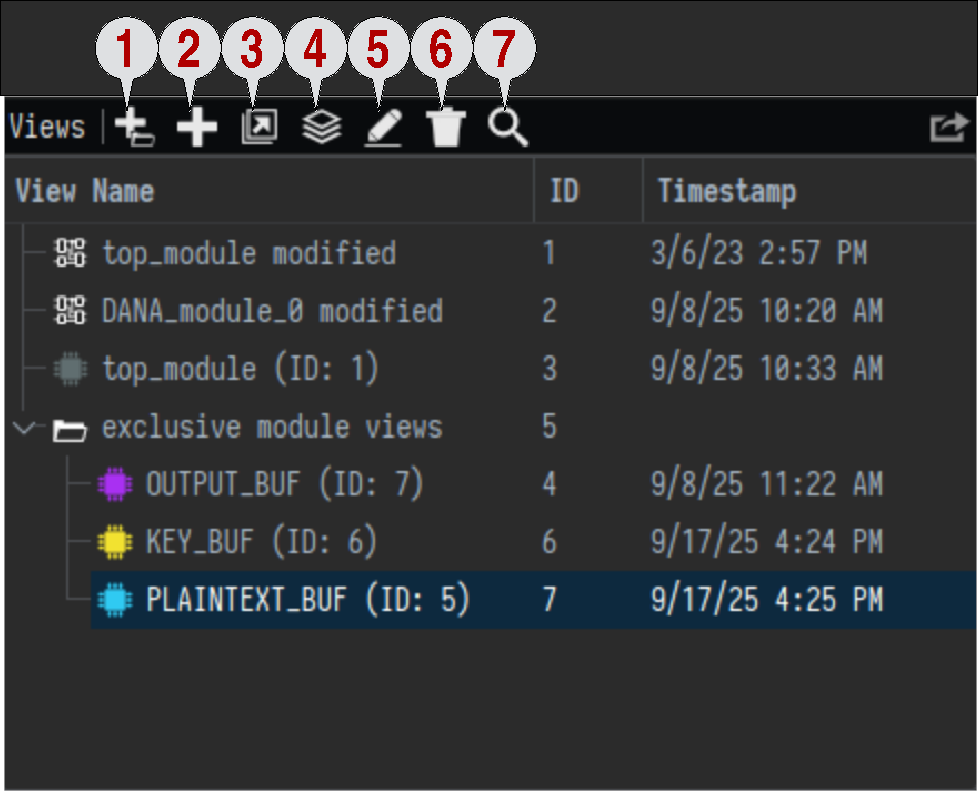 1 2 3 4 5 6 7
Views
View Name ID Timestamp
top_module modified 1 3/6/23 2:57 PM
DANA_module_0 modified 2 9/8/25 10:20 AM
top_module (ID: 1) 3 9/8/25 10:33 AM
exclusive module views 5
OUTPUT_BUF (ID: 7) 4 9/8/25 11:22 AM
KEY_BUF (ID: 6) 6 9/17/25 4:24 PM
PLAINTEXT_BUF (ID: 5) 7 9/17/25 4:25 PM